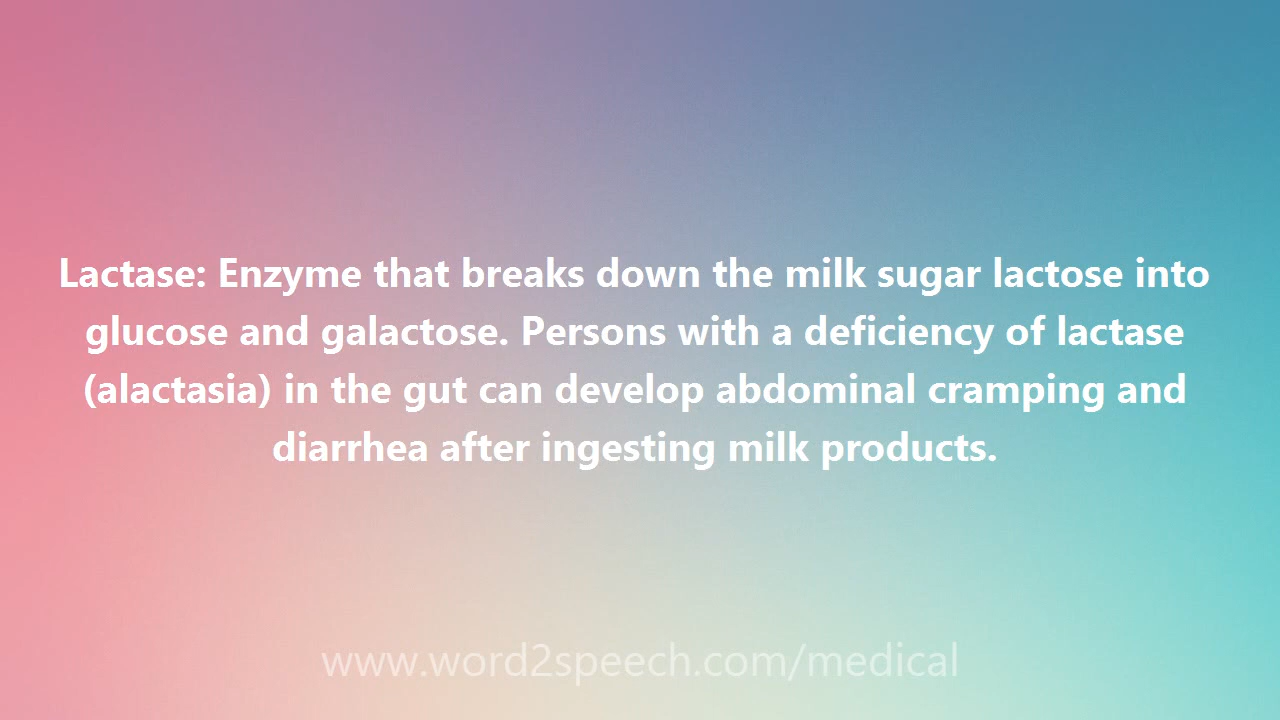 Lactase: Enzyme that breaks down the milk sugar lactose into
glucose and galactose. Persons with a deficiency of lactase
(alactasia) in the gut can develop abdominal cramping and
diarrhea after ingesting milk products.
www.word2speech.com/medical